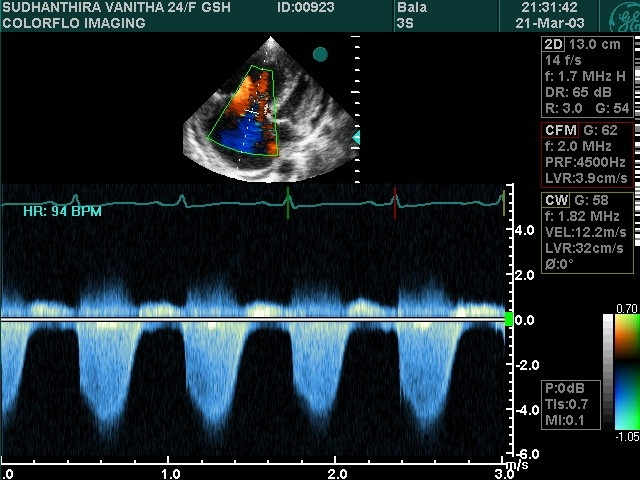 SUDHANTHIRA VANITHA 24/F GSH ID:00923 Bala 21:31:42
COLORFLO IMAGING 3S 21-Mar-03
2D 13.0 cm
14 f/s
f: 1.7 MHz H
DR: 65 dB
R: 3.0 G: 54
CFM G: 62
f: 2.0 MHz
PRF:4500Hz
LVR:3.9cm/s
CW G: 58
f: 1.82 MHz
VEL:12.2m/s
LVR:32cm/s
Ø:0°
HR: 94 BPM
4.0
2.0
0.0
-2.0
-4.0
-6.0
m/s
.0 1.0 2.0 3.0
0.70
-1.05
P:0dB
TIs:0.7
MI:0.1